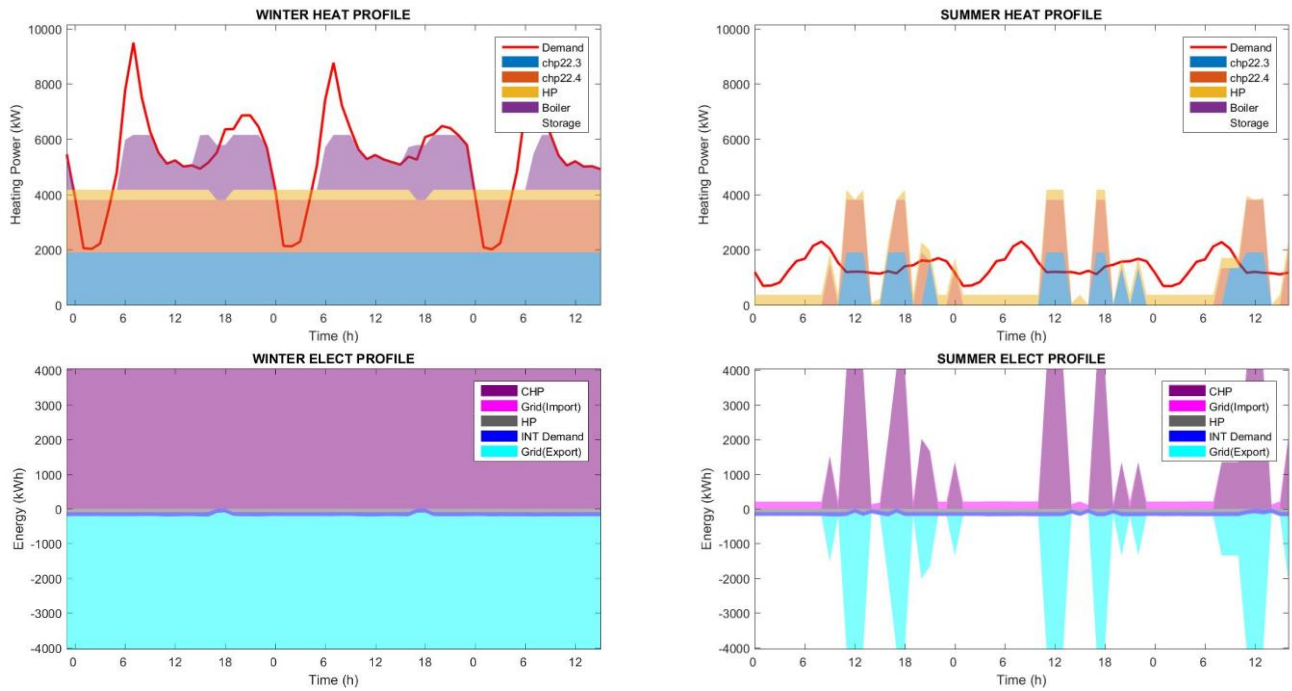 WINTER HEAT PROFILE
10000
8000
6000
4000
2000
0
Heating Power (kW)
Demand
chp22.3
chp22.4
HP
Boiler
Storage
0 6 12 18 0 6 12 18 0 6 12
Time (h)
SUMMER HEAT PROFILE
10000
8000
6000
4000
2000
0
Heating Power (kW)
Demand
chp22.3
chp22.4
HP
Boiler
Storage
0 6 12 18 0 6 12 18 0 6 12
Time (h)
WINTER ELECT PROFILE
4000
3000
2000
1000
0
-1000
-2000
-3000
-4000
Energy (kWh)
CHP
Grid(Import)
HP
INT Demand
Grid(Export)
0 6 12 18 0 6 12 18 0 6 12
Time (h)
SUMMER ELECT PROFILE
4000
3000
2000
1000
0
-1000
-2000
-3000
-4000
Energy (kWh)
CHP
Grid(Import)
HP
INT Demand
Grid(Export)
0 6 12 18 0 6 12 18 0 6 12
Time (h)